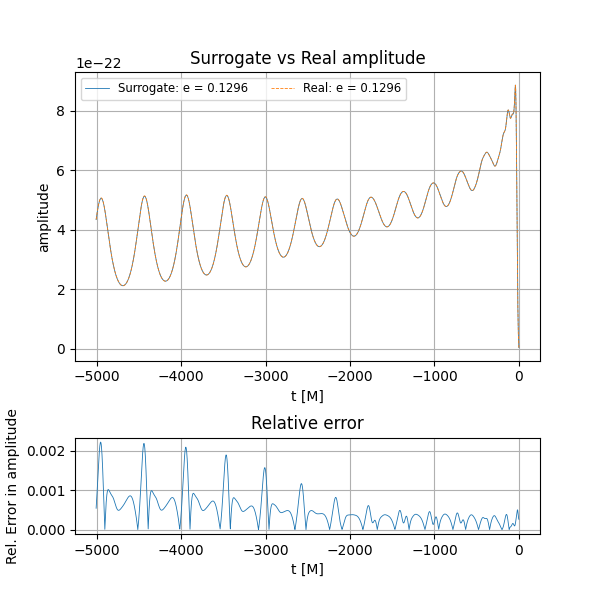 Surrogate vs Real amplitude
1e−22
Surrogate: e = 0.1296
Real: e = 0.1296
8
6
4
2
0
amplitude
−5000 −4000 −3000 −2000 −1000 0
t [M]
Relative error
0.002
0.001
0.000
Rel. Error in amplitude
−5000 −4000 −3000 −2000 −1000 0
t [M]